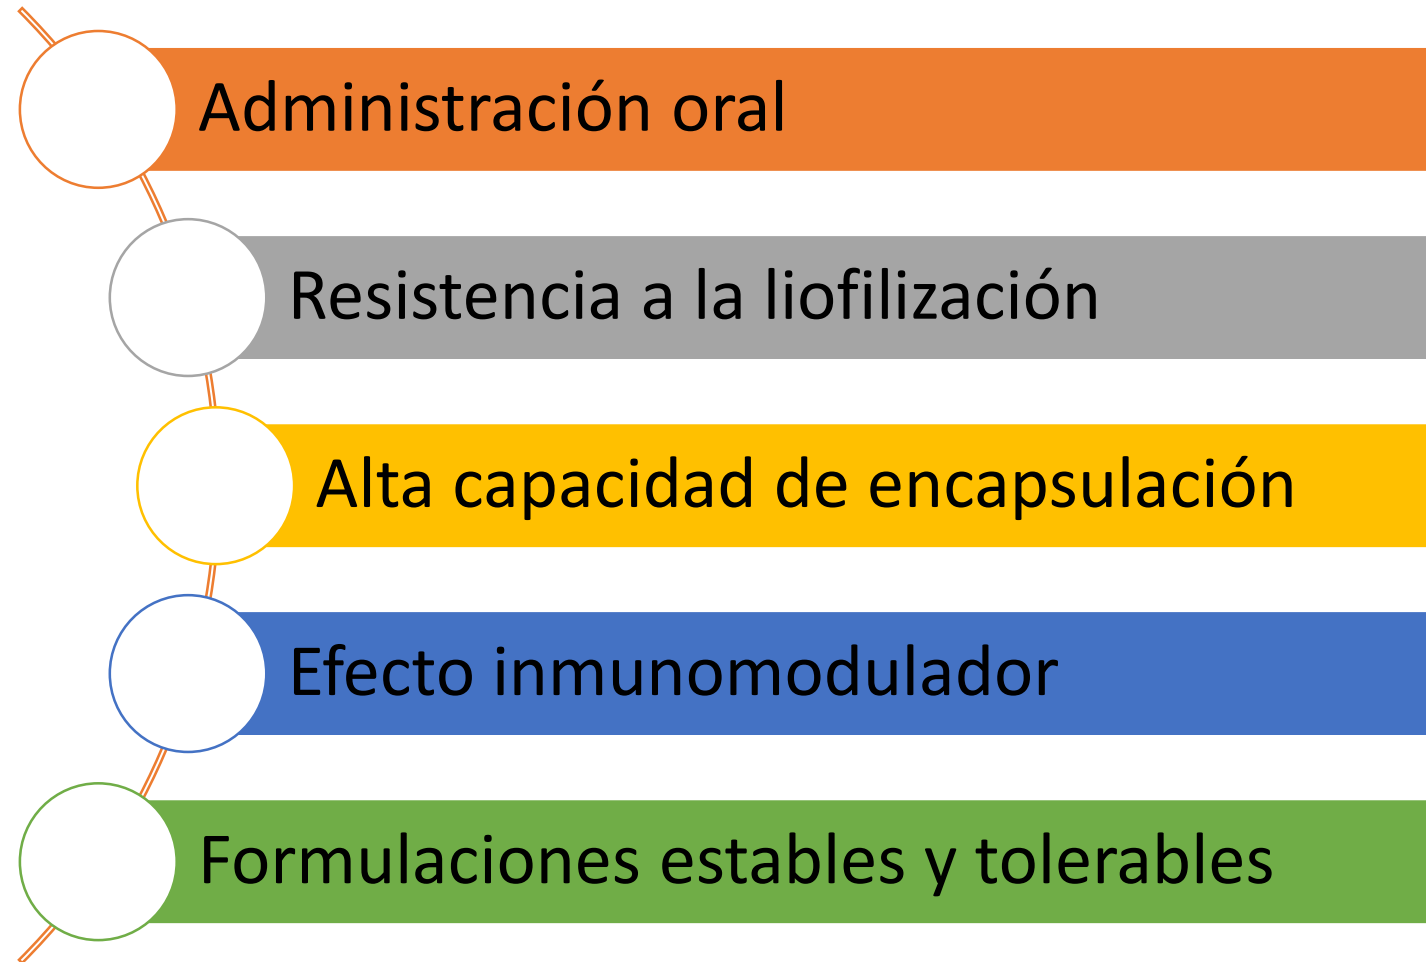 Administración oral
Resistencia a la liofilización
Alta capacidad de encapsulación
Efecto inmunomodulador
Formulaciones estables y tolerables